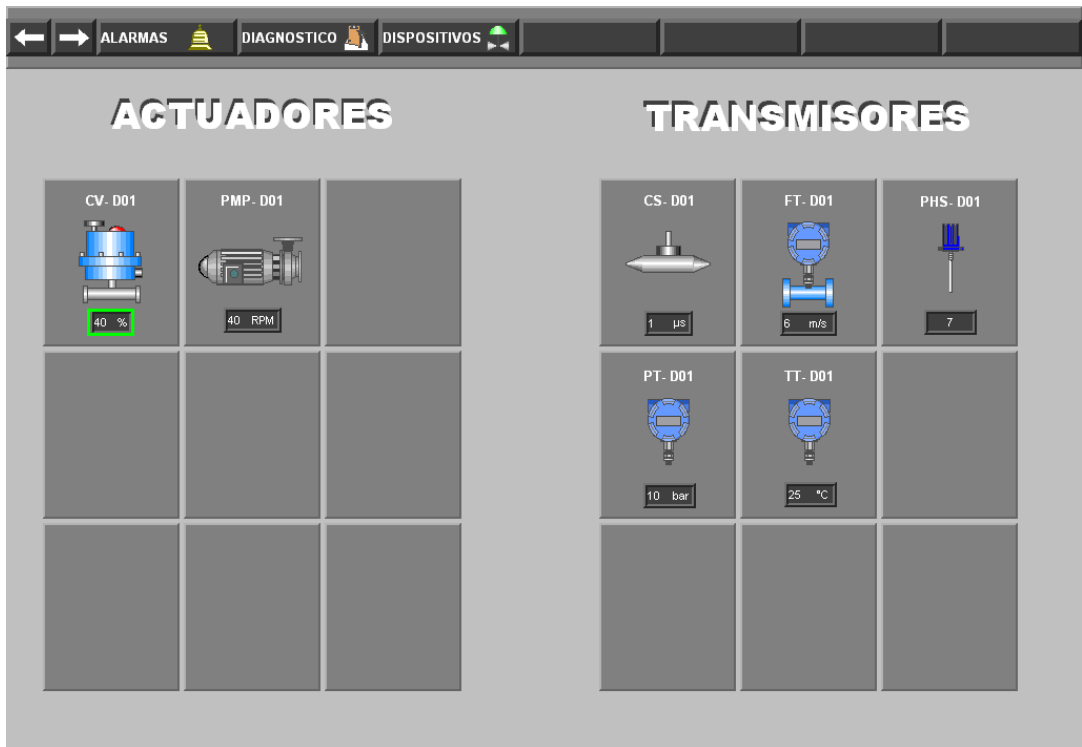 ALARMAS DIAGNOSTICO DISPOSITIVOS
ACTUADORES
TRANSMISORES
CV- D01
PMP- D01
40 %
40 RPM
CS- D01
FT- D01
PHS- D01
1 µs
6 m/s
7
PT- D01
TT- D01
10 bar
25 °C